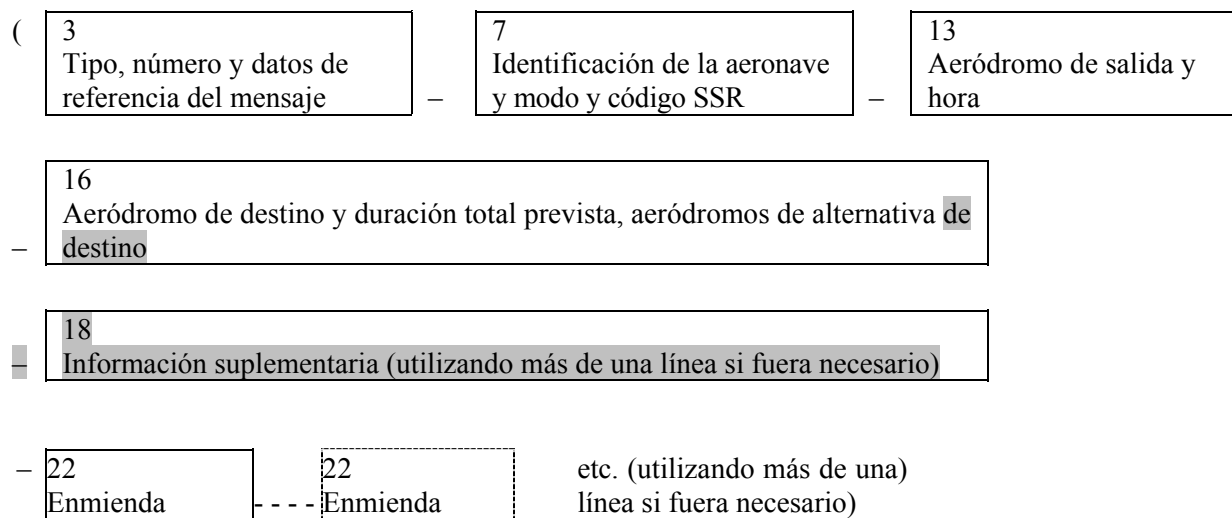 ( 3
Tipo, número y datos de
referencia del mensaje
– 7
Identificación de la aeronave
y modo y código SSR
– 13
Aeródromo de salida y
hora
16
Aeródromo de destino y duración total prevista, aeródromos de alternativa de
– destino
18
– Información suplementaria (utilizando más de una línea si fuera necesario)
– 22
Enmienda
- - - - 22
Enmienda
etc. (utilizando más de una)
línea si fuera necesario)